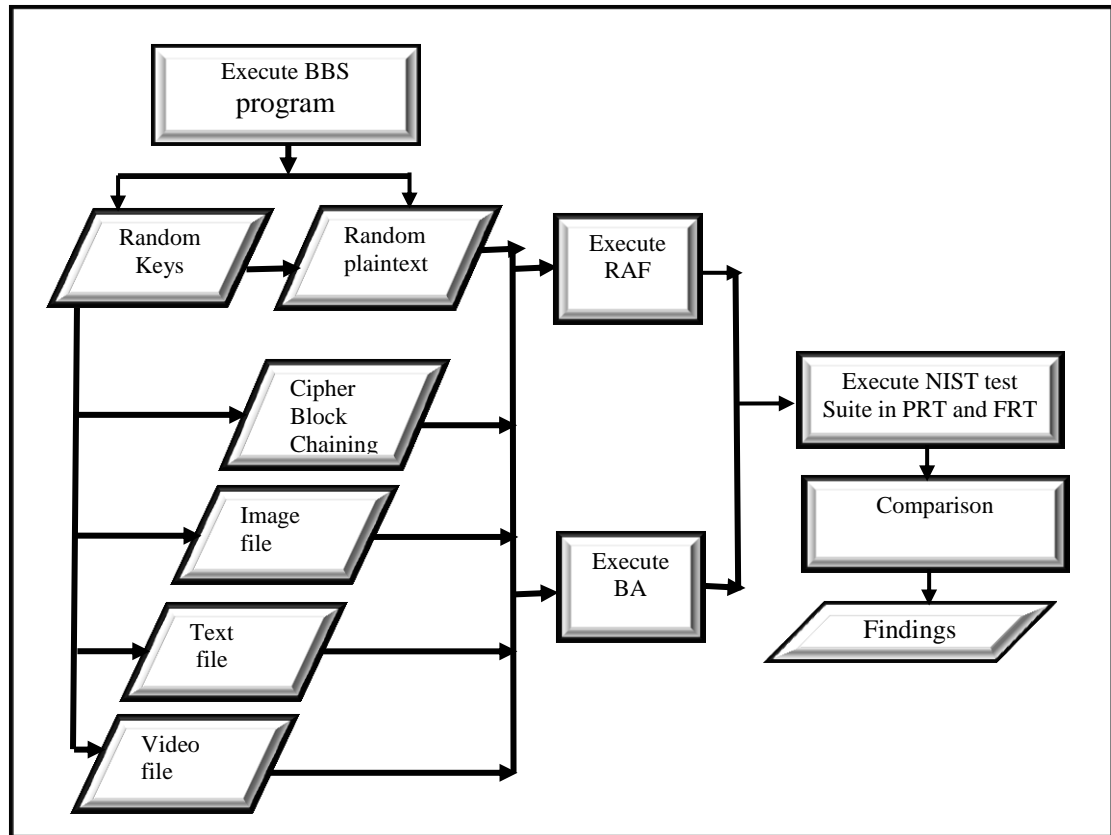 Execute BBS
program
Random
Keys
Random
plaintext
Execute
RAF
Execute NIST test
Suite in PRT and FRT
Cipher
Block
Chaining
Comparison
Image
file
Execute
BA
Text
file
Findings
Video
file